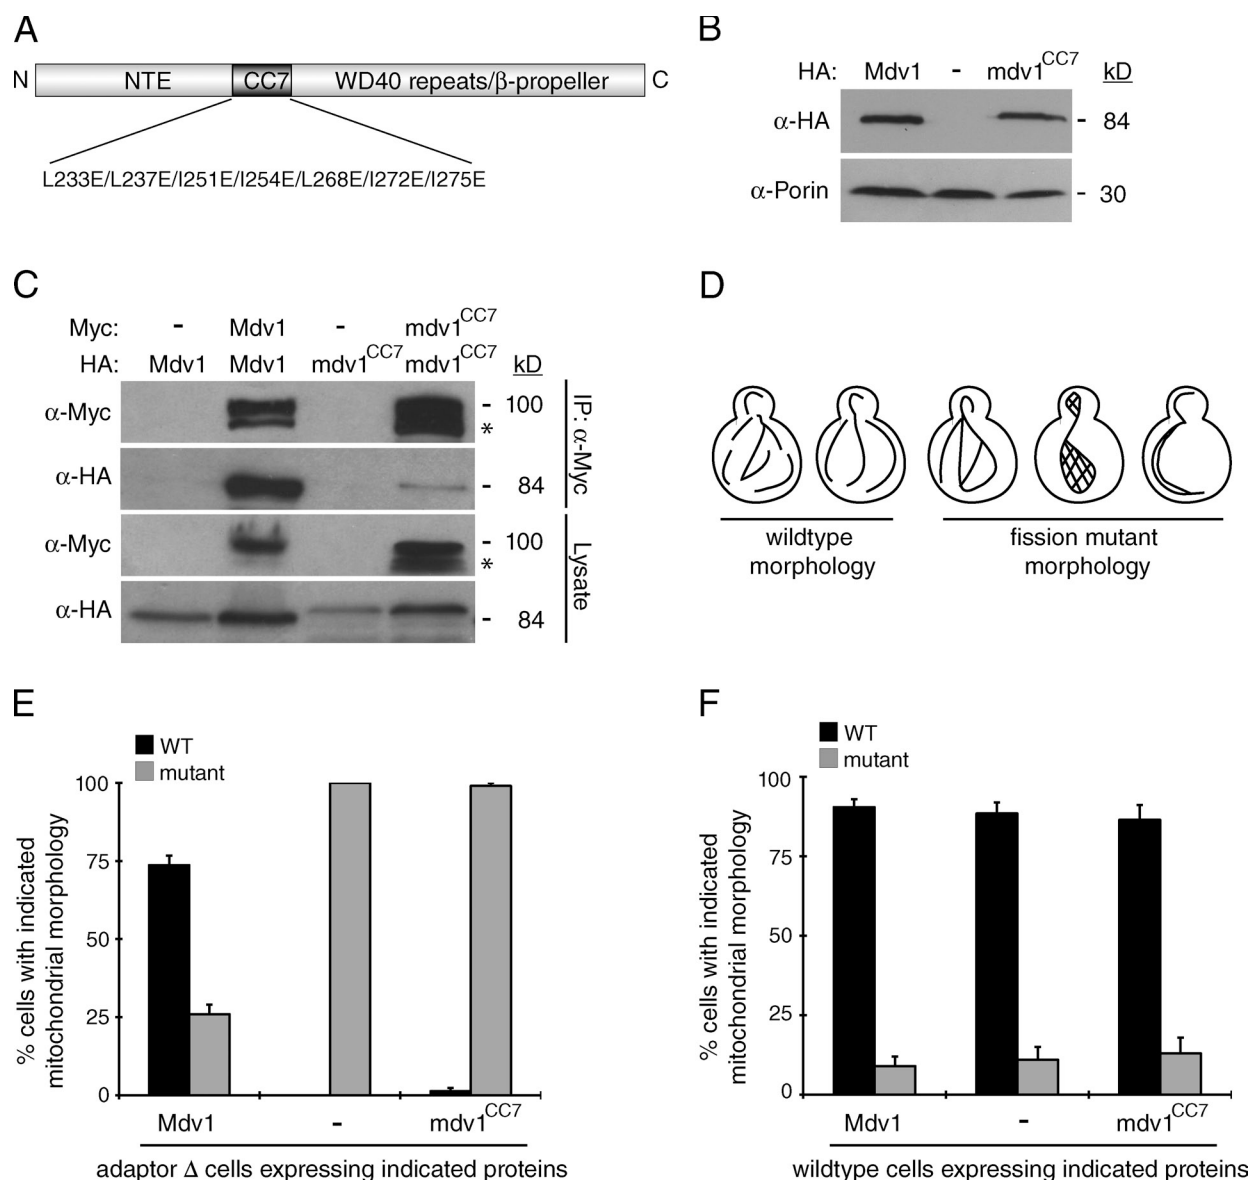 A
N NTE CC7 WD40 repeats/β-propeller C
L233E/L237E/I251E/I254E/L268E/I272E/I275E
B
HA: Mdv1 - mdv1CC7 kD
α-HA - 84
α-Porin - 30
C
Myc: - Mdv1 - mdv1CC7
HA: Mdv1 Mdv1 mdv1CC7 mdv1CC7 kD
α-Myc - 100
*
α-HA - 84
IP: α-Myc
α-Myc - 100
*
α-HA - 84
Lysate
D
wildtype
morphology
fission mutant
morphology
E
WT
mutant
% cells with indicated
mitochondrial morphology
100
75
50
25
0
Mdv1 - mdv1CC7
adaptor Δ cells expressing indicated proteins
F
WT
mutant
% cells with indicated
mitochondrial morphology
100
75
50
25
0
Mdv1 - mdv1CC7
wildtype cells expressing indicated proteins